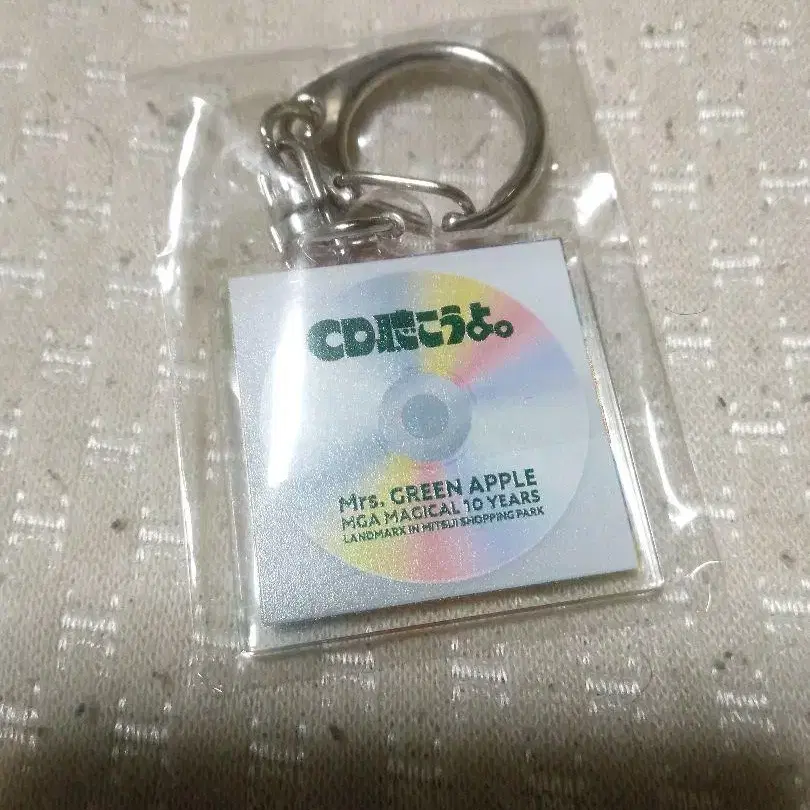 CD聴こうよ。
Mrs. GREEN APPLE
MGA MAGICAL 10 YEARS
LANDMARK IN MITSUI SHOPPING PARK